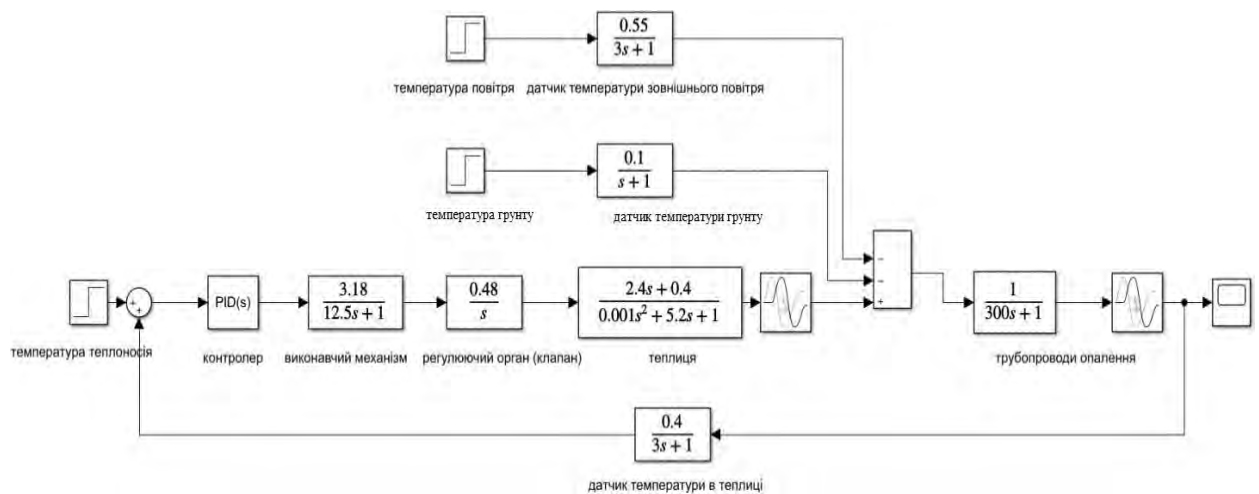 0.55
3s + 1
температура повітря
датчик температури зовнішнього повітря
0.1
s + 1
температура грунту
датчик температури грунту
−
−
+
+
+
PID(s)
3.18
12.5s + 1
0.48
s
2.4s + 0.4
0.001s² + 5.2s + 1
1
300s + 1
температура теплоносія
контролер
виконавчий механізм
регулюючий орган (клапан)
теплиця
трубопроводи опалення
0.4
3s + 1
датчик температури в теплиці